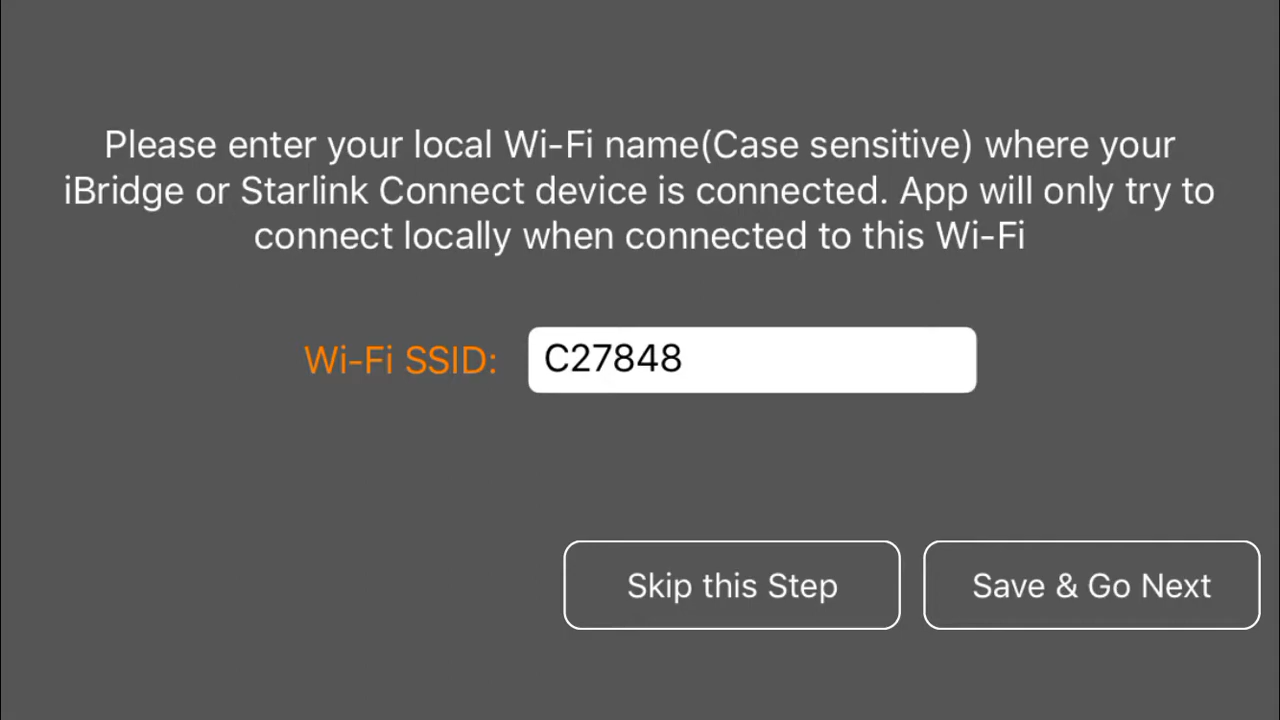 Please enter your local Wi-Fi name(Case sensitive) where your
iBridge or Starlink Connect device is connected. App will only try to
connect locally when connected to this Wi-Fi
Wi-Fi SSID: C27848
Skip this Step Save & Go Next